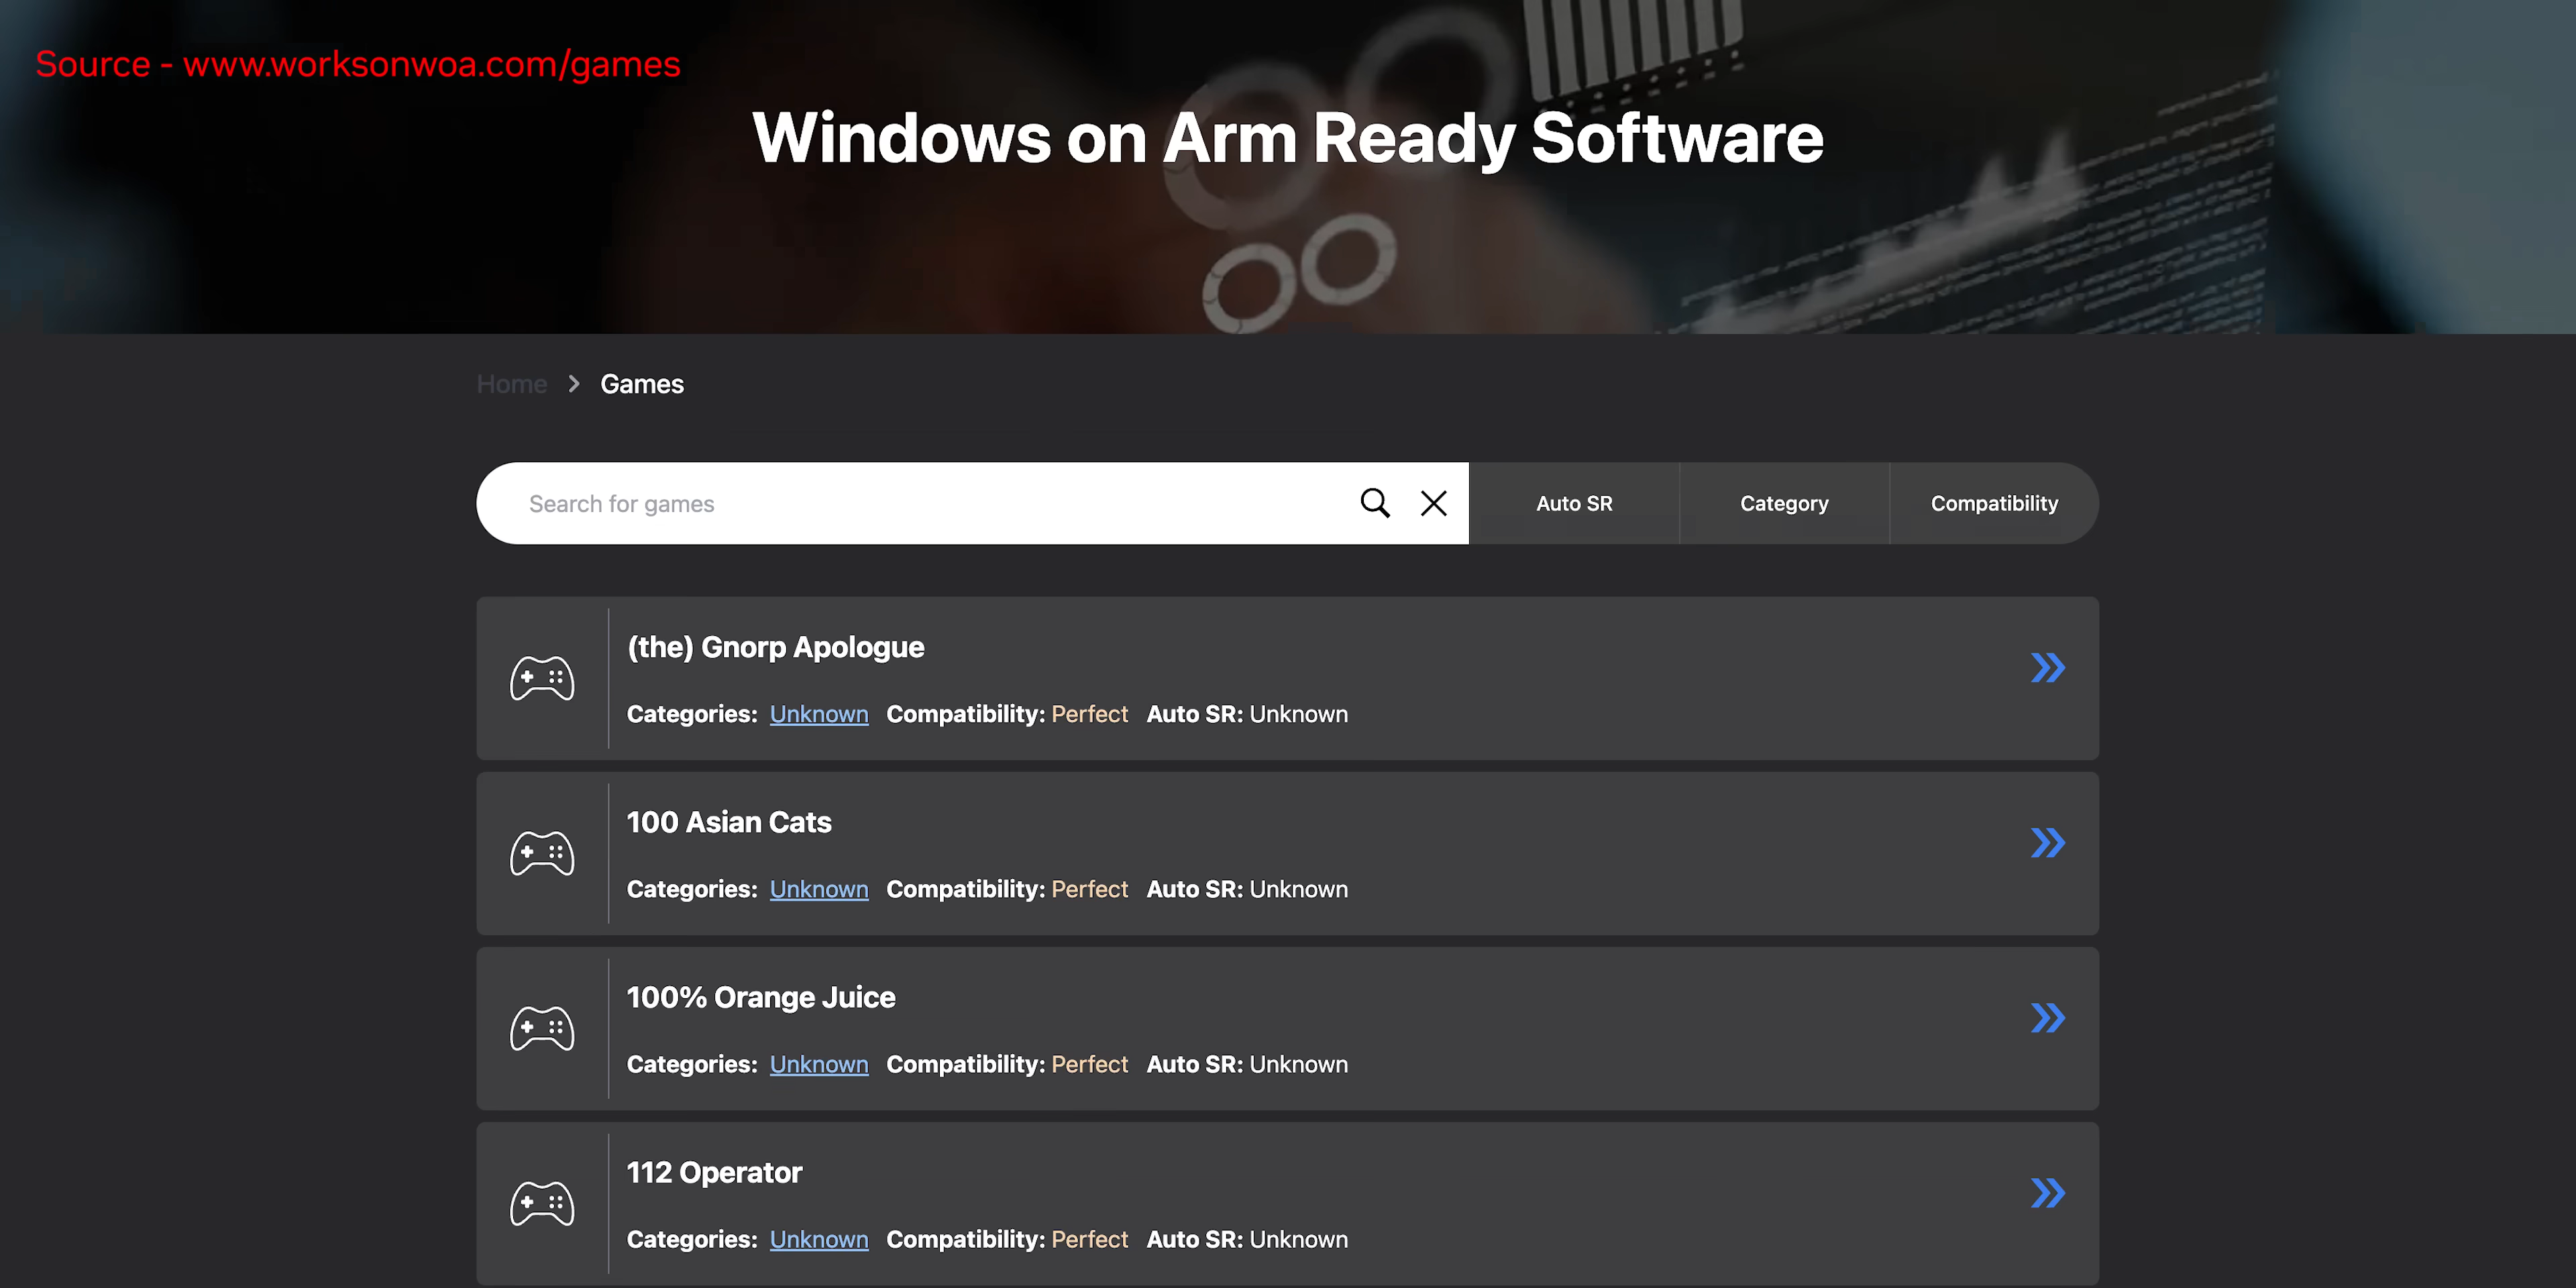 Source - www.worksonwoa.com/games
Windows on Arm Ready Software
Home > Games
Search for games
Auto SR
Category
Compatibility
(the) Gnorp Apologue
Categories: Unknown Compatibility: Perfect Auto SR: Unknown
100 Asian Cats
Categories: Unknown Compatibility: Perfect Auto SR: Unknown
100% Orange Juice
Categories: Unknown Compatibility: Perfect Auto SR: Unknown
112 Operator
Categories: Unknown Compatibility: Perfect Auto SR: Unknown